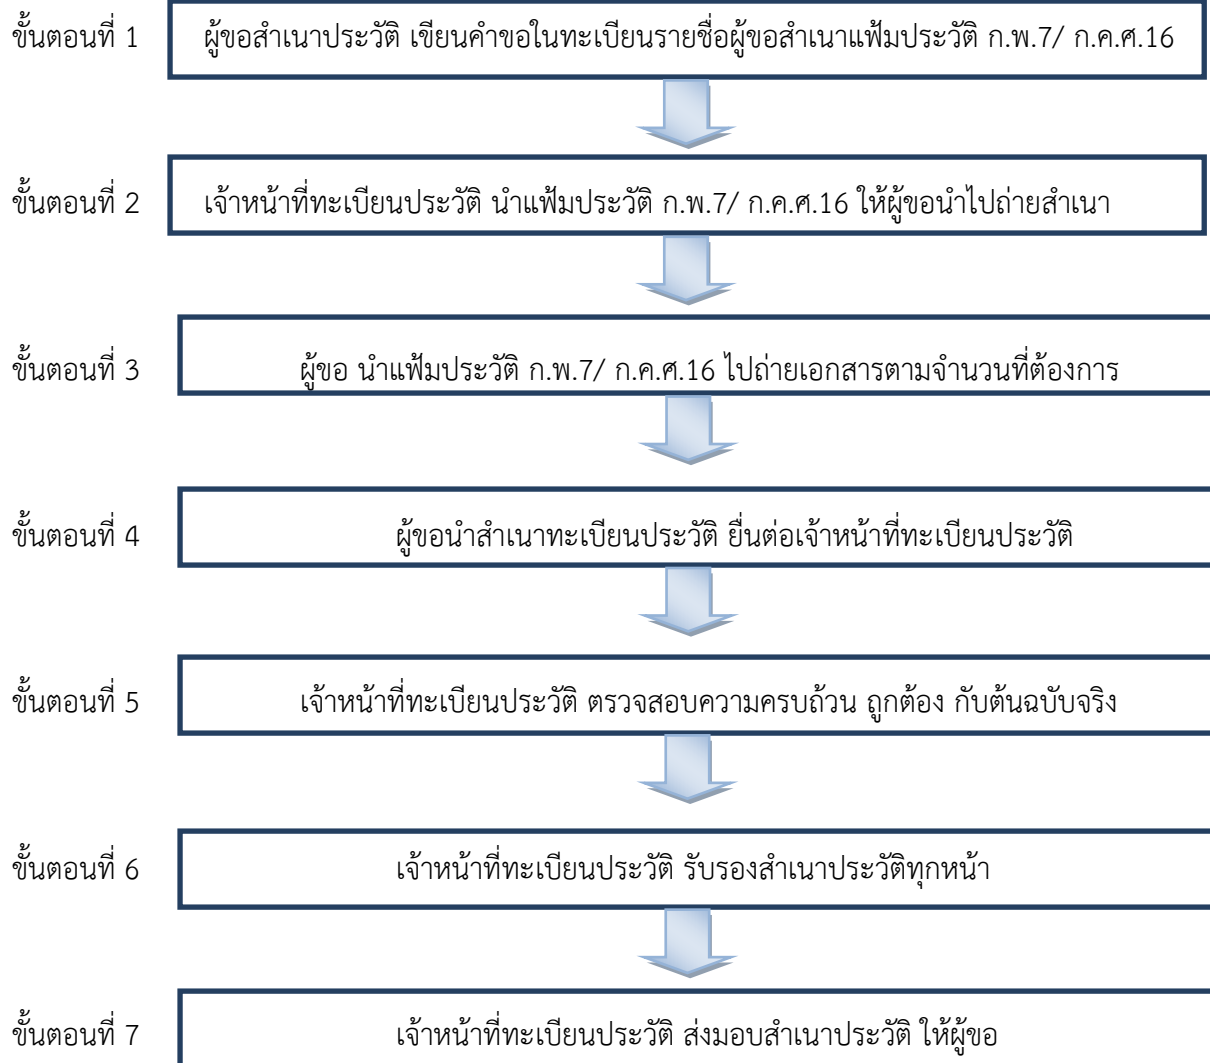 ขั้นตอนที่ 1 ผู้ขอสำเนาประวัติ เขียนคำขอในทะเบียนรายชื่อผู้ขอสำเนาแฟ้มประวัติ ก.พ.7/ ก.ค.ศ.16
ขั้นตอนที่ 2 เจ้าหน้าที่ทะเบียนประวัติ นำแฟ้มประวัติ ก.พ.7/ ก.ค.ศ.16 ให้ผู้ขอนำไปถ่ายสำเนา
ขั้นตอนที่ 3 ผู้ขอ นำแฟ้มประวัติ ก.พ.7/ ก.ค.ศ.16 ไปถ่ายเอกสารตามจำนวนที่ต้องการ
ขั้นตอนที่ 4 ผู้ขอนำสำเนาทะเบียนประวัติ ยื่นต่อเจ้าหน้าที่ทะเบียนประวัติ
ขั้นตอนที่ 5 เจ้าหน้าที่ทะเบียนประวัติ ตรวจสอบความครบถ้วน ถูกต้อง กับต้นฉบับจริง
ขั้นตอนที่ 6 เจ้าหน้าที่ทะเบียนประวัติ รับรองสำเนาประวัติทุกหน้า
ขั้นตอนที่ 7 เจ้าหน้าที่ทะเบียนประวัติ ส่งมอบสำเนาประวัติ ให้ผู้ขอ